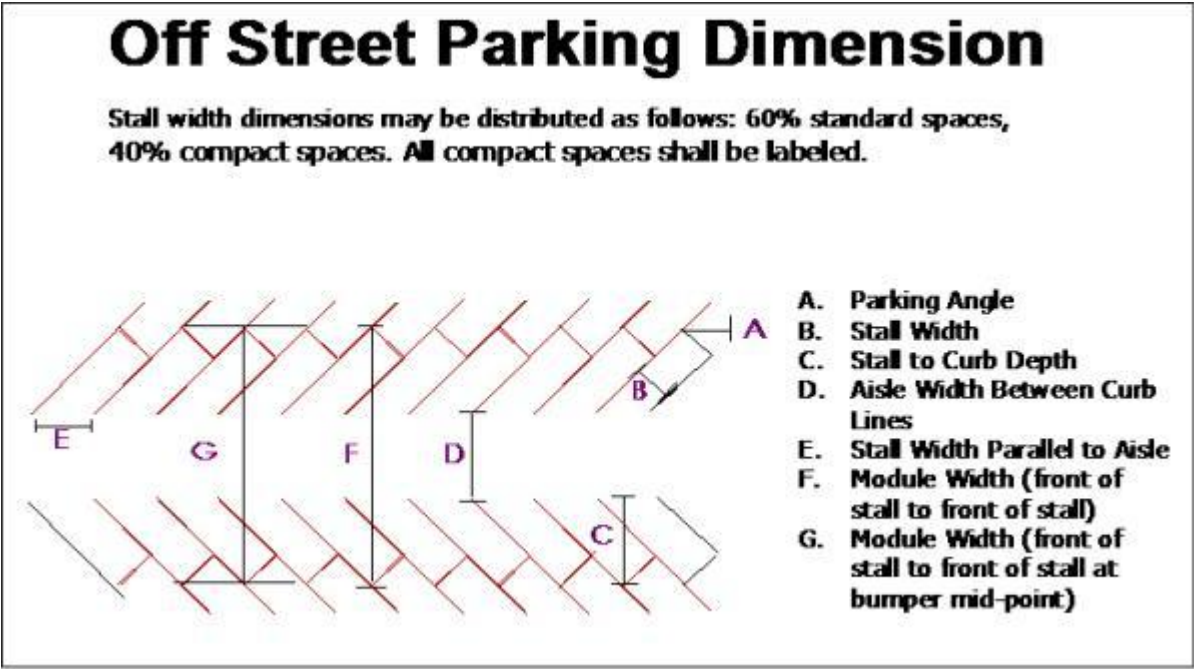 Off Street Parking Dimension
Stall width dimensions may be distributed as follows: 60% standard spaces,
40% compact spaces. All compact spaces shall be labeled.
A. Parking Angle
B. Stall Width
C. Stall to Curb Depth
D. Aisle Width Between Curb
Lines
E. Stall Width Parallel to Aisle
F. Module Width (front of
stall to front of stall)
G. Module Width (front of
stall to front of stall at
bumper mid-point)
A
B
E
G
F
D
C